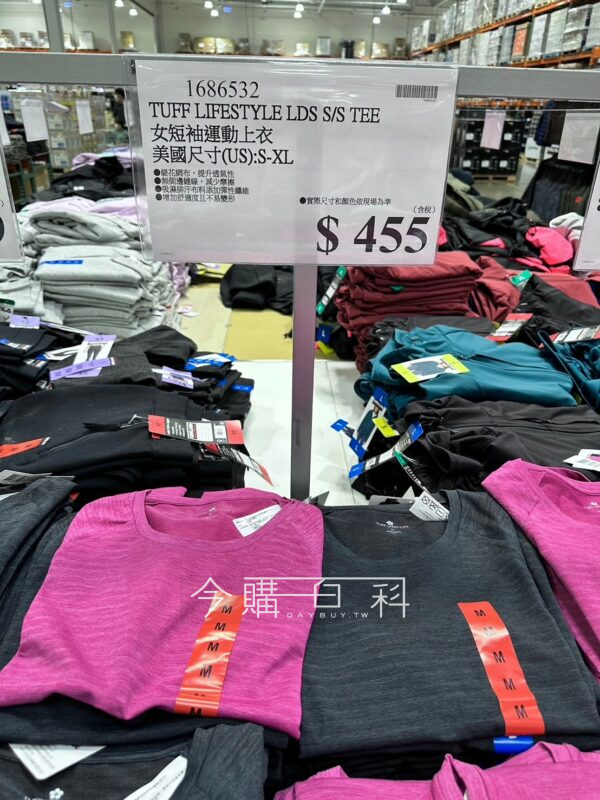 1686532
TUFF LIFESTYLE LDS S/S TEE
女短袖運動上衣
美國尺寸(US):S-XL
●緹花網布，提升透氣性
●無側邊縫線，減少摩擦
●吸濕排汗布料添加彈性纖維
●增加舒適度且不易變形
●實際尺寸和顏色依現場為準
(含稅)
$ 455
今購百科
DAYBUY.TW
M
M
M
M
M
M
M
M
M
M